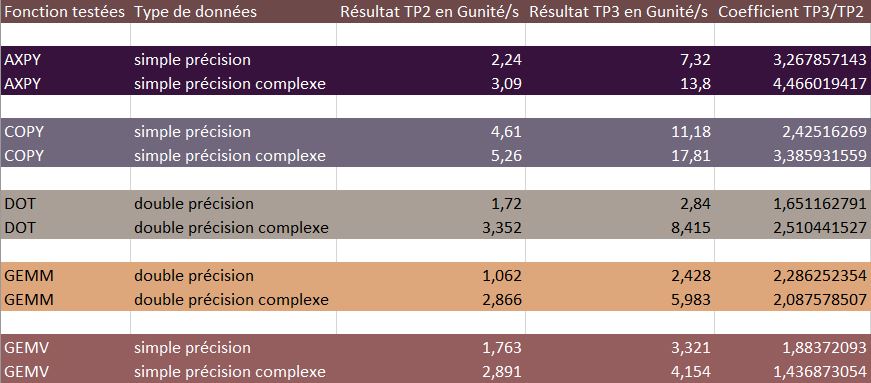 Fonction testées Type de données Résultat TP2 en Gunité/s Résultat TP3 en Gunité/s Coefficient TP3/TP2
AXPY simple précision 2,24 7,32 3,267857143
AXPY simple précision complexe 3,09 13,8 4,466019417
COPY simple précision 4,61 11,18 2,42516269
COPY simple précision complexe 5,26 17,81 3,385931559
DOT double précision 1,72 2,84 1,651162791
DOT double précision complexe 3,352 8,415 2,510441527
GEMM double précision 1,062 2,428 2,286252354
GEMM double précision complexe 2,866 5,983 2,087578507
GEMV simple précision 1,763 3,321 1,88372093
GEMV simple précision complexe 2,891 4,154 1,436873054